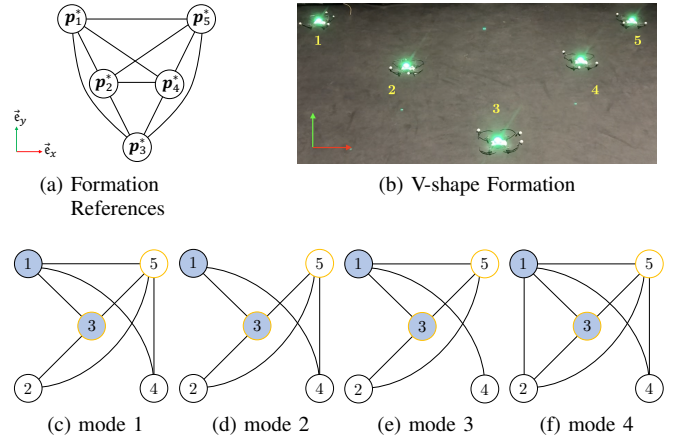 p*1 p*5
p*2 p*4
p*3
e⃗y
e⃗x
1 5
2 4
3
(a) Formation
References
(b) V-shape Formation
1 5 1 5 1 5 1 5
3 3 3 3
2 4 2 4 2 4 2 4
(c) mode 1 (d) mode 2 (e) mode 3 (f) mode 4